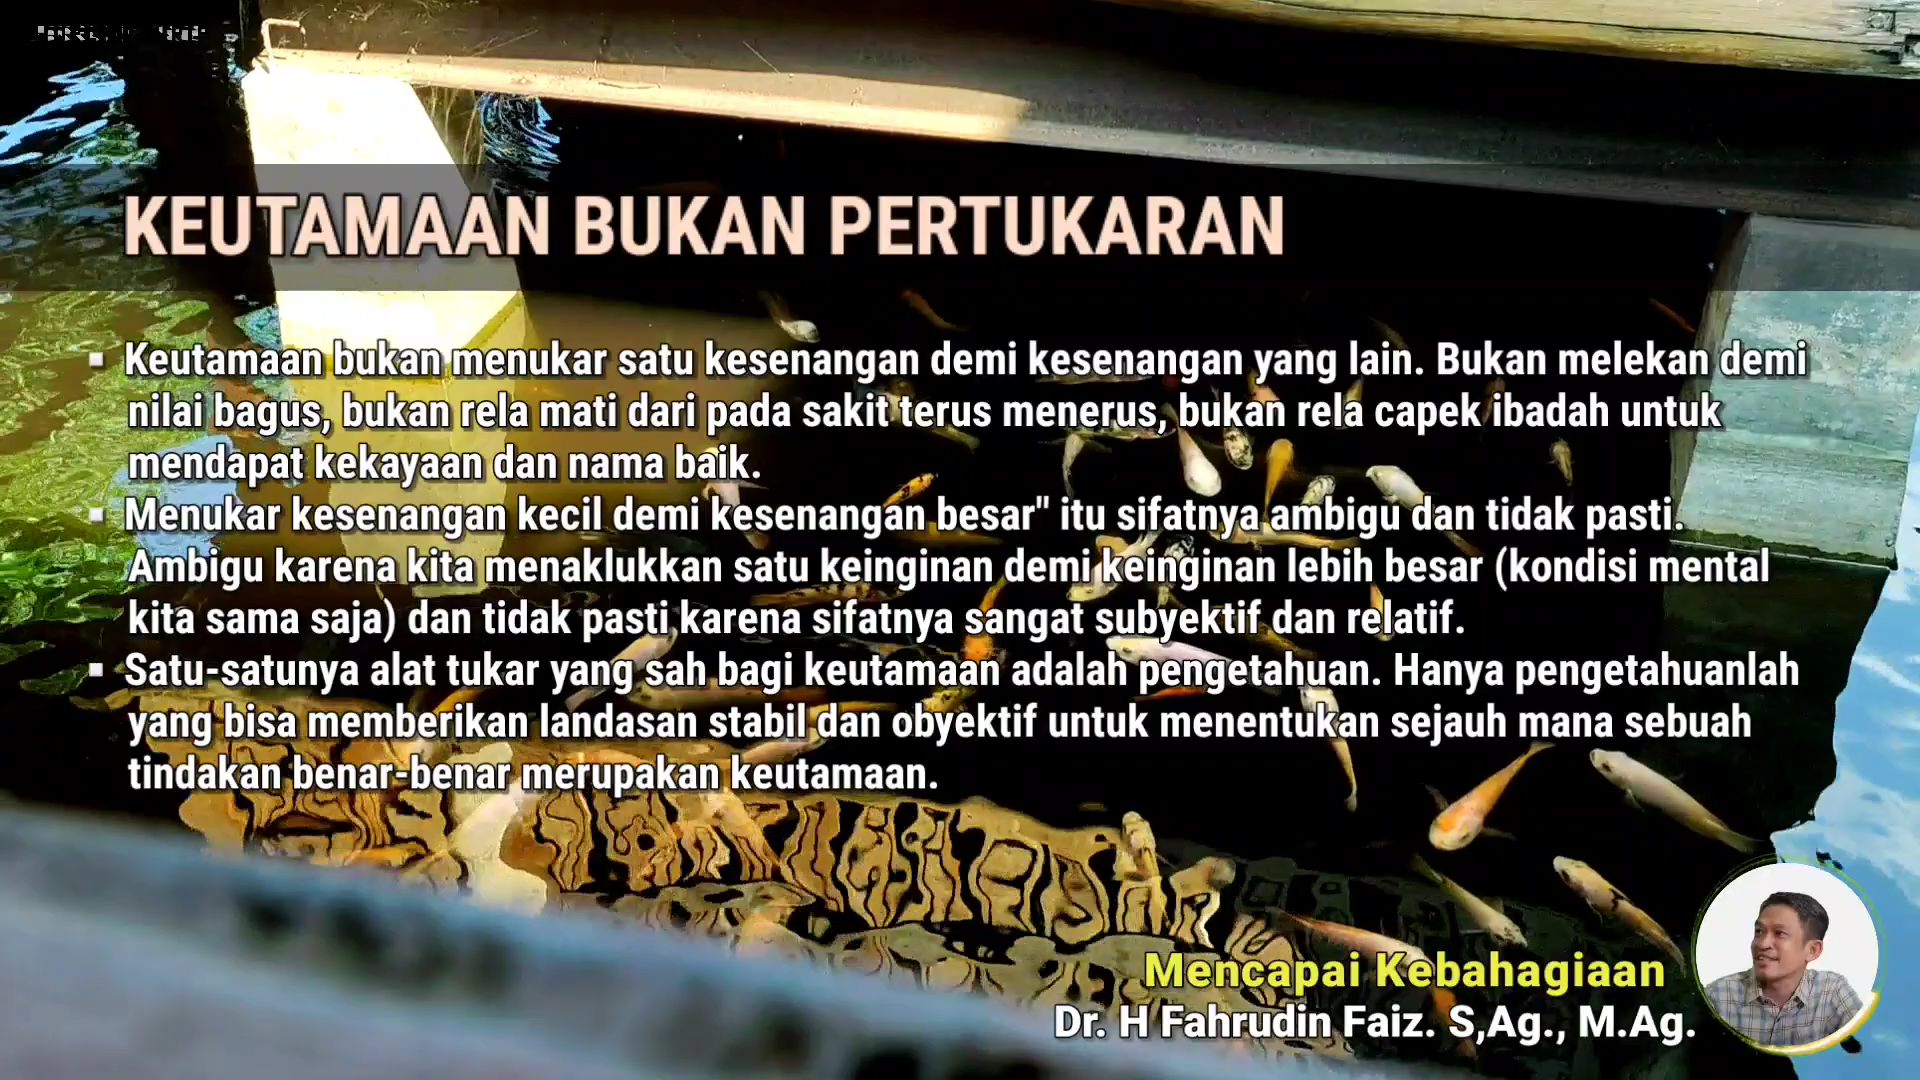 KEUTAMAAN BUKAN PERTUKARAN
▪ Keutamaan bukan menukar satu kesenangan demi kesenangan yang lain. Bukan melekan demi
nilai bagus, bukan rela mati dari pada sakit terus menerus, bukan rela capek ibadah untuk
mendapat kekayaan dan nama baik.
▪ Menukar kesenangan kecil demi kesenangan besar" itu sifatnya ambigu dan tidak pasti.
Ambigu karena kita menaklukkan satu keinginan demi keinginan lebih besar (kondisi mental
kita sama saja) dan tidak pasti karena sifatnya sangat subyektif dan relatif.
▪ Satu-satunya alat tukar yang sah bagi keutamaan adalah pengetahuan. Hanya pengetahuanlah
yang bisa memberikan landasan stabil dan obyektif untuk menentukan sejauh mana sebuah
tindakan benar-benar merupakan keutamaan.
Mencapai Kebahagiaan
Dr. H Fahrudin Faiz. S,Ag., M.Ag.